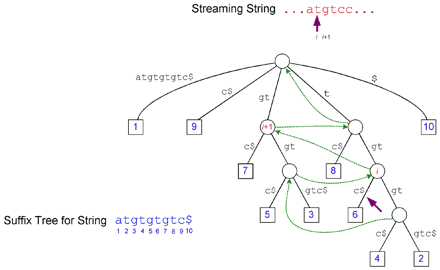 Streaming String ...atgtcc...
i i+1
atgtgtgtc$
$
c$
gt
t
1
9
i+1
10
c$
gt
c$
gt
7
8
i
c$
gtc$
c$
gt
5
3
6
Suffix Tree for String atgtgtgtc$
1 2 3 4 5 6 7 8 9 10
c$
gtc$
4
2